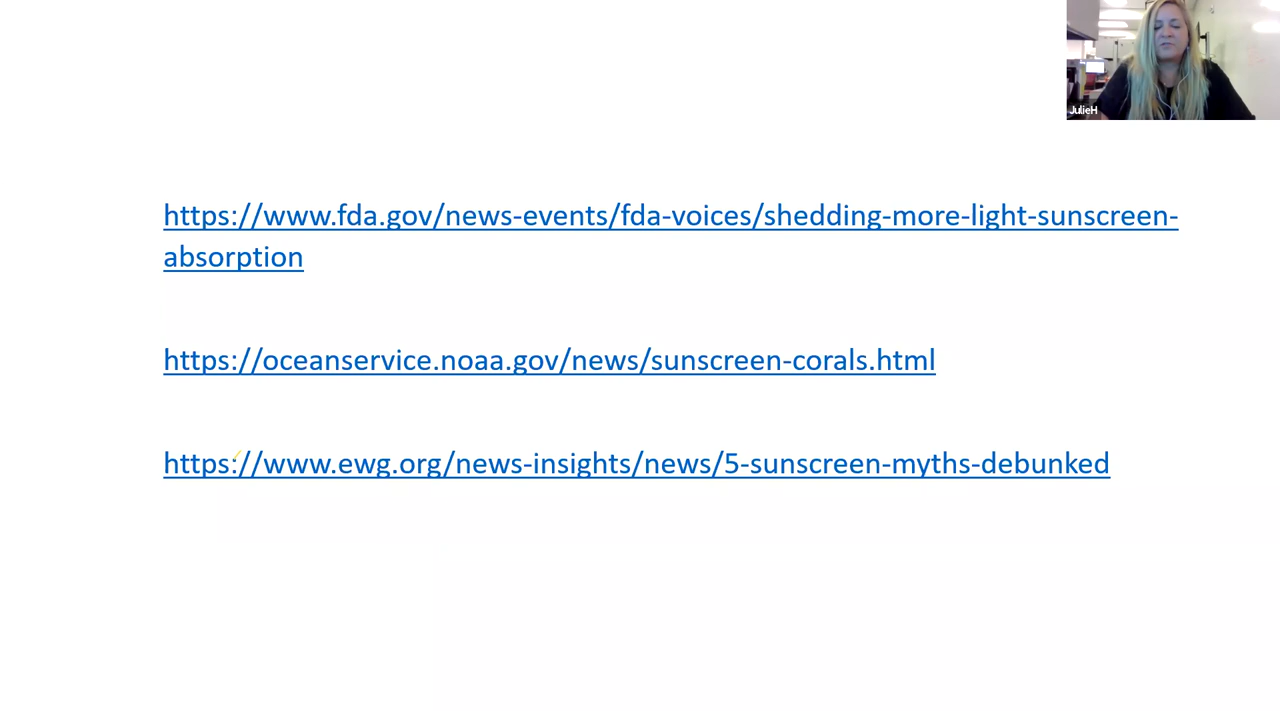 JulieH
https://www.fda.gov/news-events/fda-voices/shedding-more-light-sunscreen-
absorption
https://oceanservice.noaa.gov/news/sunscreen-corals.html
https://www.ewg.org/news-insights/news/5-sunscreen-myths-debunked